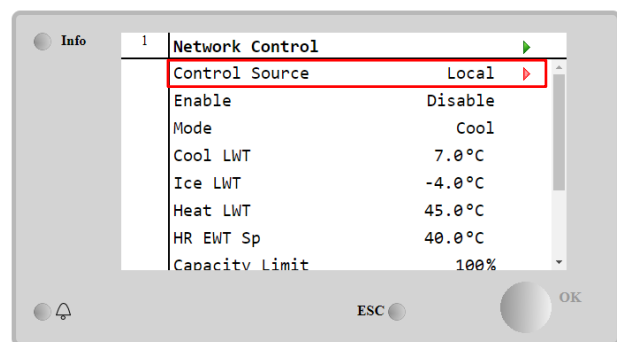 Info
1 Network Control
Control Source Local
Enable Disable
Mode Cool
Cool LWT 7.0°C
Ice LWT -4.0°C
Heat LWT 45.0°C
HR EWT Sp 40.0°C
Capacity Limit 100%
ESC OK